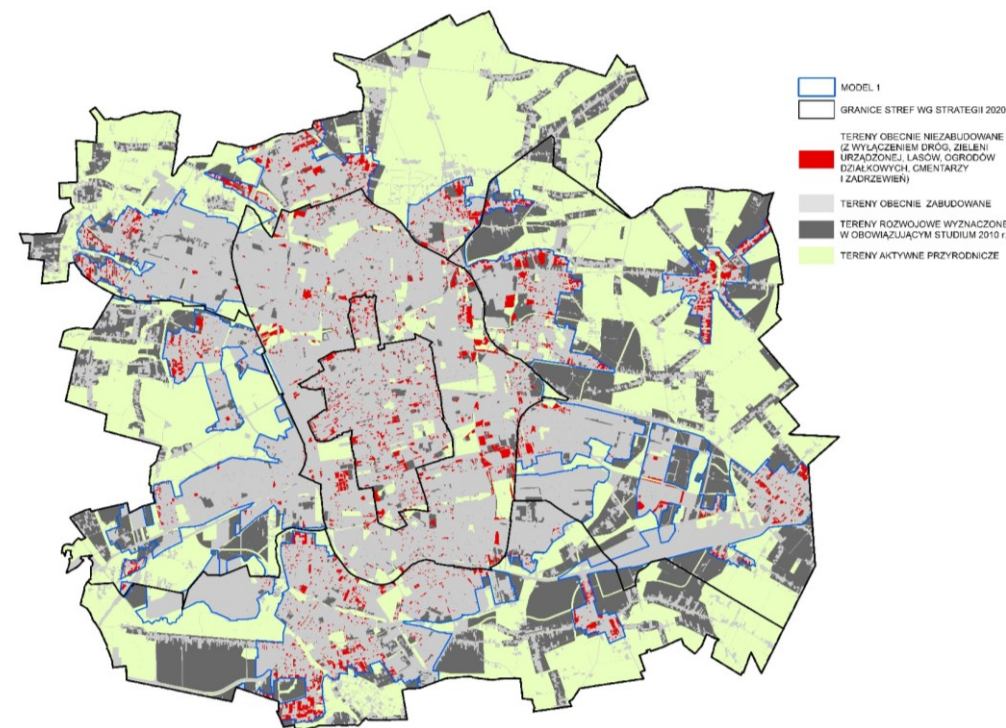 MODEL 1
GRANICE STREF WG STRATEGII 2020
TERENY OBECNIE NIEZABUDOWANE
(Z WYŁĄCZENIEM DRÓG, ZIELENI
URZĄDZONEJ, LASÓW, OGRODÓW
DZIAŁKOWYCH, CMENTARZY
I ZADRZEWIEŃ)
TERENY OBECNIE ZABUDOWANE
TERENY ROZWOJOWE WYZNACZONE
W OBOWIĄZUJĄCYM STUDIUM 2010 r.
TERENY AKTYWNE PRZYRODNICZE